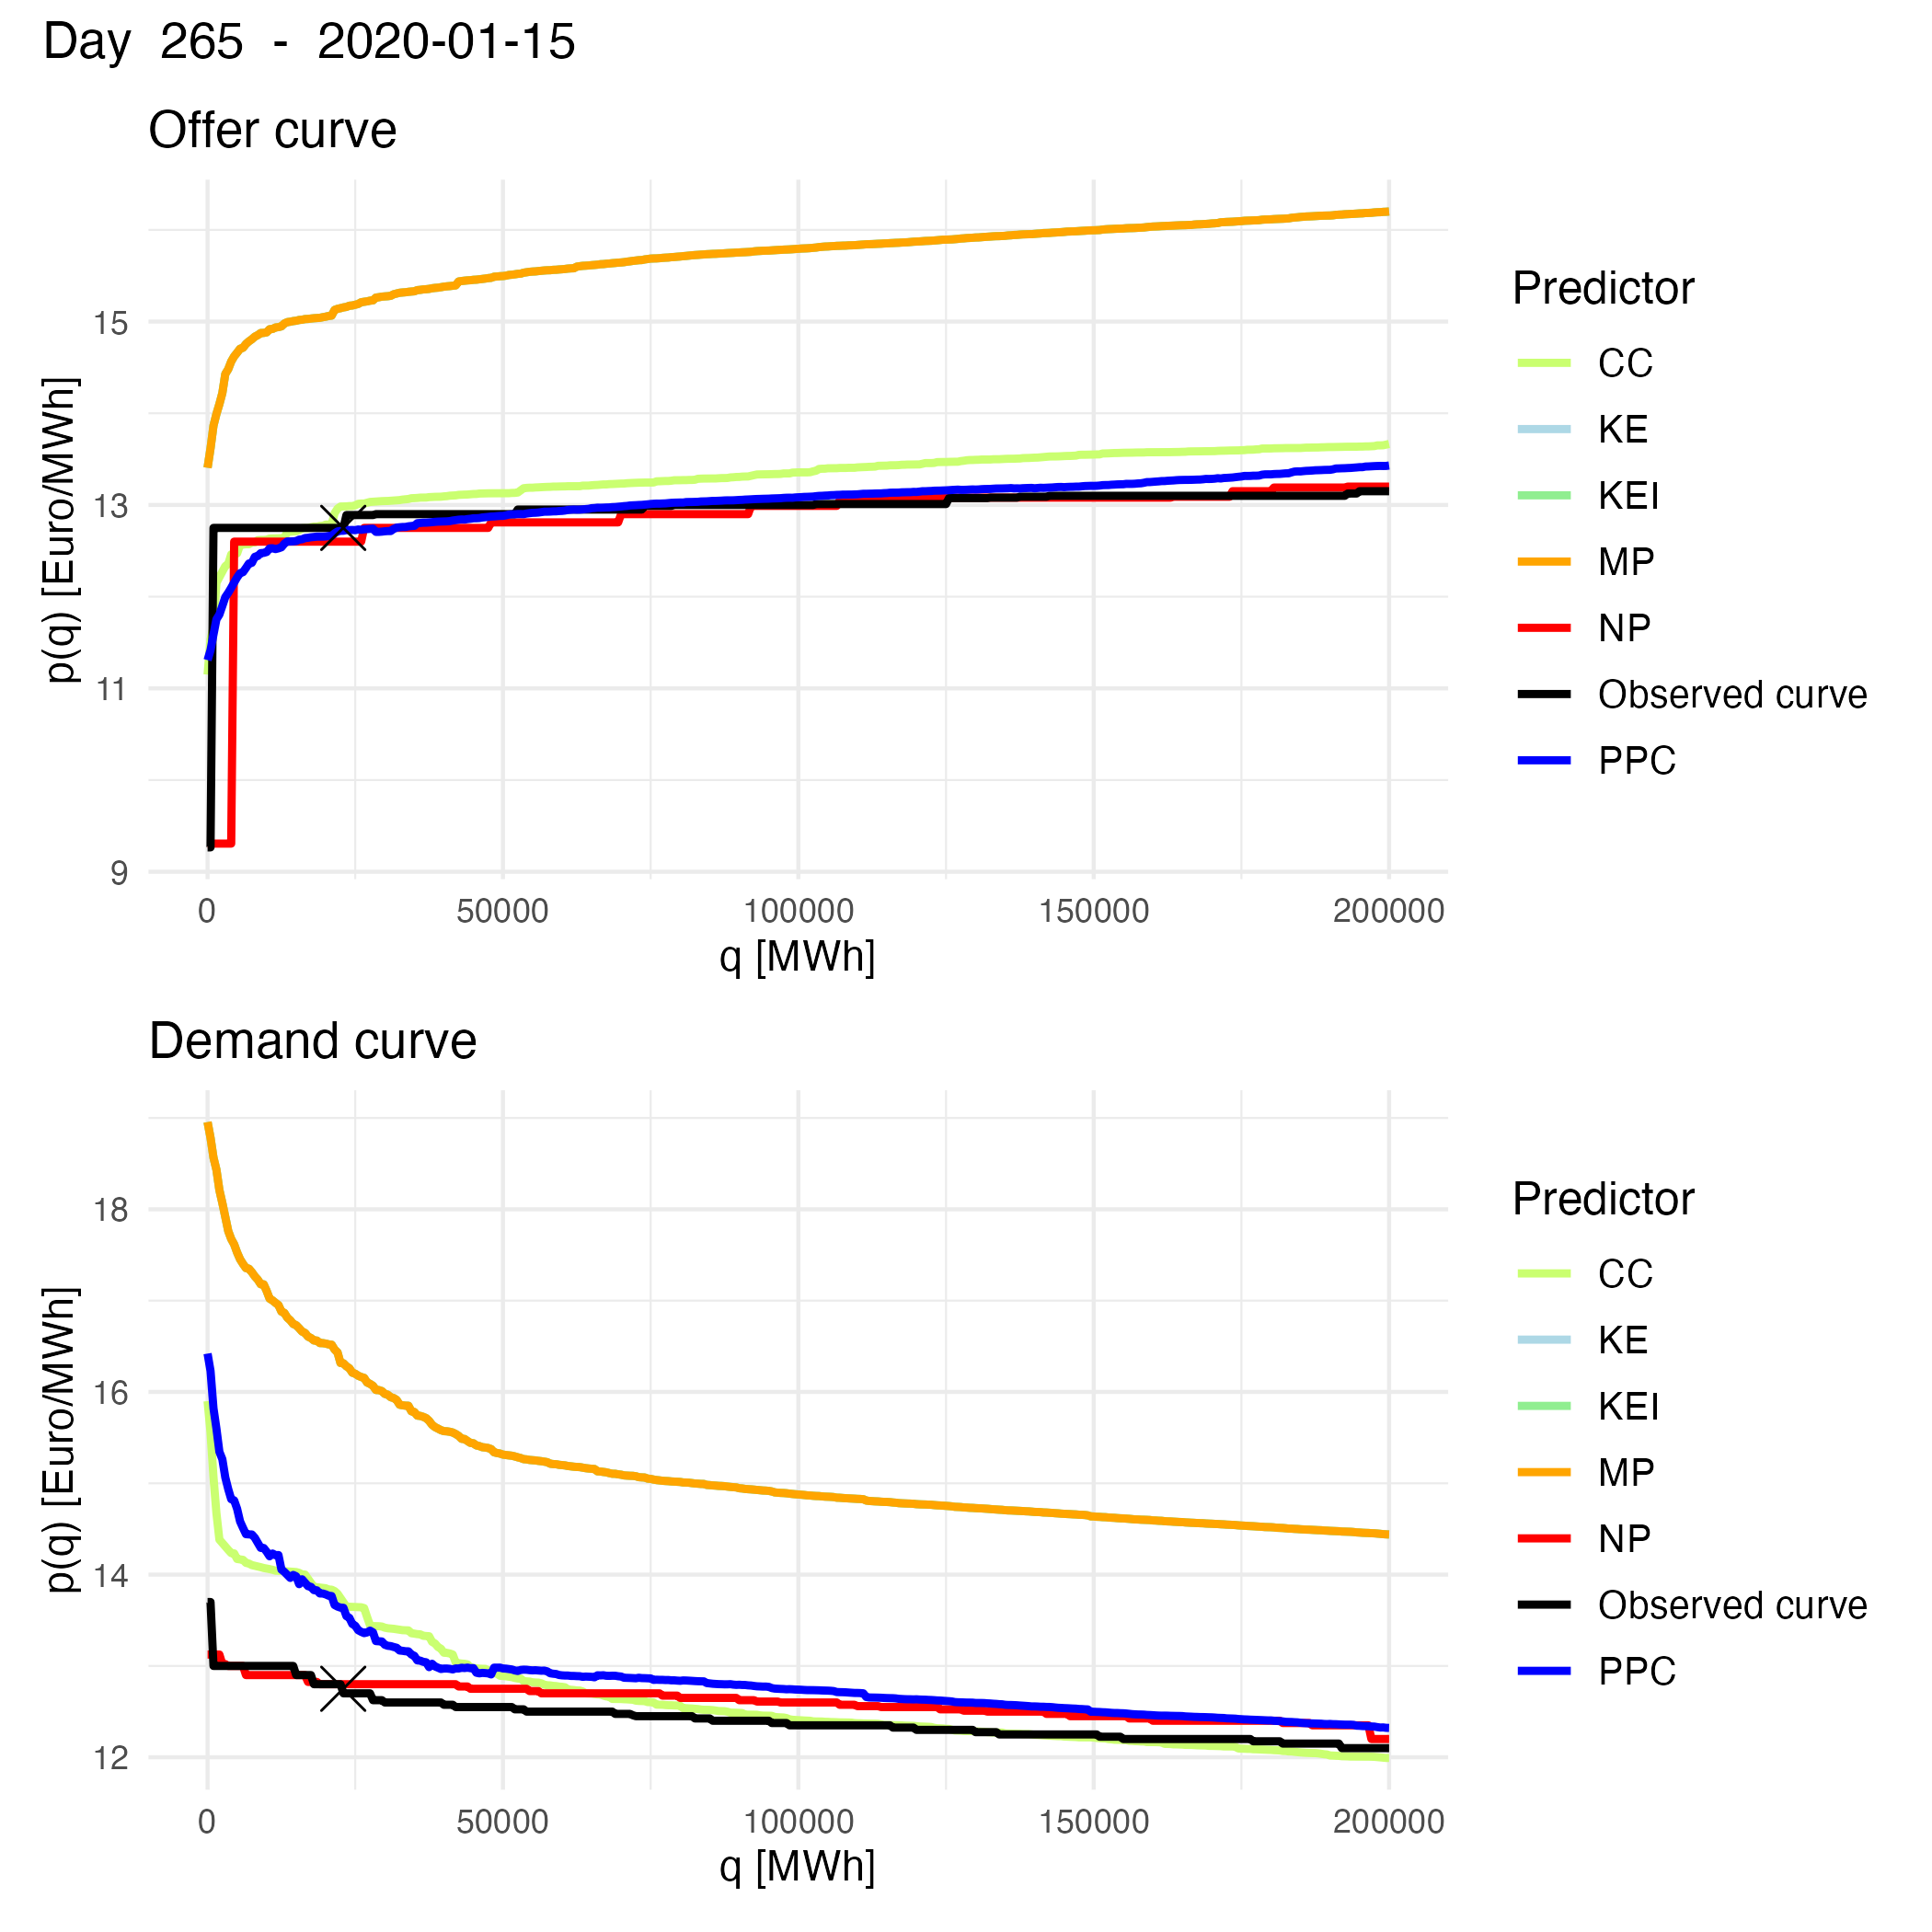 Day 265 - 2020-01-15
Offer curve
p(q) [Euro/MWh]
15
13
11
9
0 50000 100000 150000 200000
q [MWh]
Predictor
CC
KE
KEI
MP
NP
Observed curve
PPC
Demand curve
p(q) [Euro/MWh]
18
16
14
12
0 50000 100000 150000 200000
q [MWh]
Predictor
CC
KE
KEI
MP
NP
Observed curve
PPC